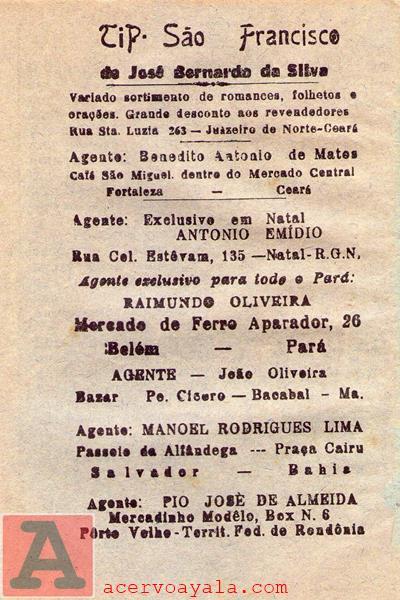 TIP. São Francisco
de José Bernardo da Silva
Variado sortimento de romances, folhetos e
orações. Grande desconto aos revendedores
Rua Sta. Luzia 263 — Juàzeiro do Norte-Ceará
Agente: Benedito Antonio de Matos
Café São Miguel, dentro do Mercado Central
Fortaleza — Ceará
Agente: Exclusivo em Natal
ANTONIO EMÍDIO
Rua Cel. Estêvam, 135 —Natal-R.G.N.
Agente exclusivo para todo o Pará:
RAIMUNDO OLIVEIRA
Mercado de Ferro Aparador, 26
Belém — Pará
AGENTE — João Oliveira
Bazar Pe. Cícero — Bacabal - Ma.
Agente: MANOEL RODRIGUES LIMA
Passeio da Alfândega --- Praça Cairu
Salvador — Bahia
Agente: PIO JOSÉ DE ALMEIDA
Mercadinho Modêlo, Box N. 6
Pôrto Velho-Territ. Fed. de Rondônia
A
acervoayala.com